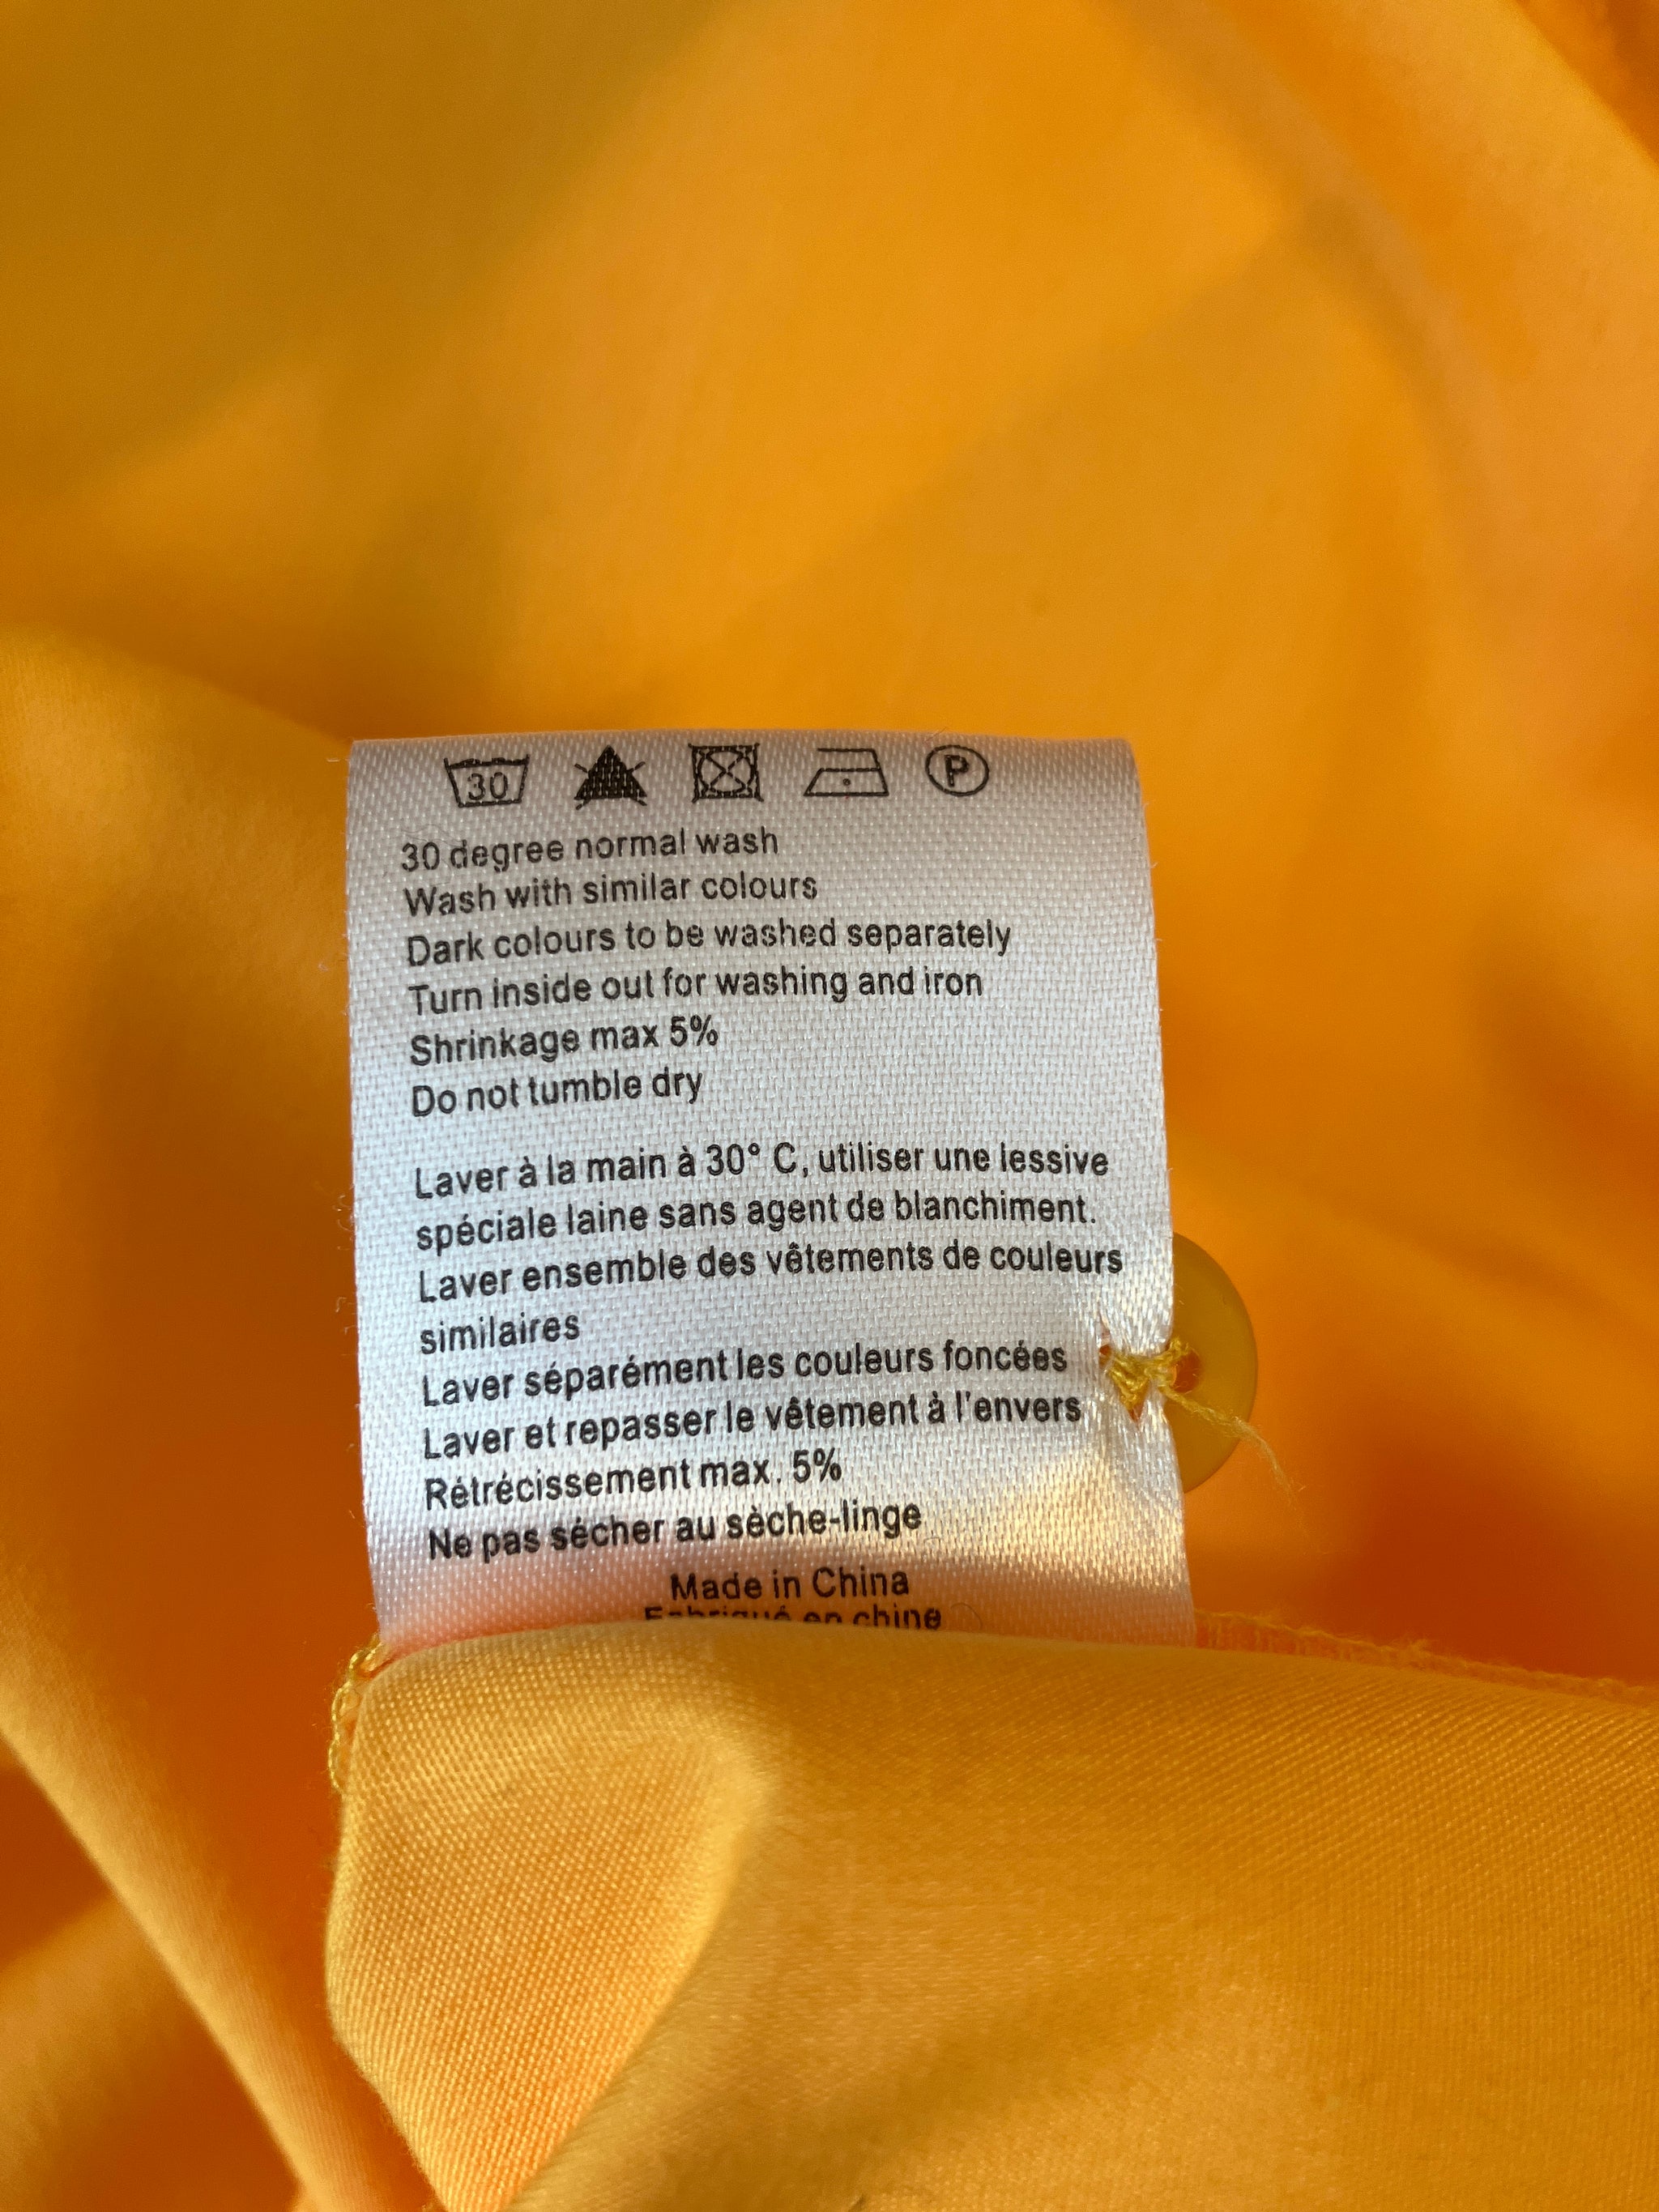 30 P
30 degree normal wash
Wash with similar colours
Dark colours to be washed separately
Turn inside out for washing and iron
Shrinkage max 5%
Do not tumble dry
Laver à la main à 30° C, utiliser une lessive
spéciale laine sans agent de blanchiment.
Laver ensemble des vêtements de couleurs
similaires
Laver séparément les couleurs foncées
Laver et repasser le vêtement à l'envers
Rétrécissement max. 5%
Ne pas sécher au sèche-linge
Made in China
Fabriqué en chine